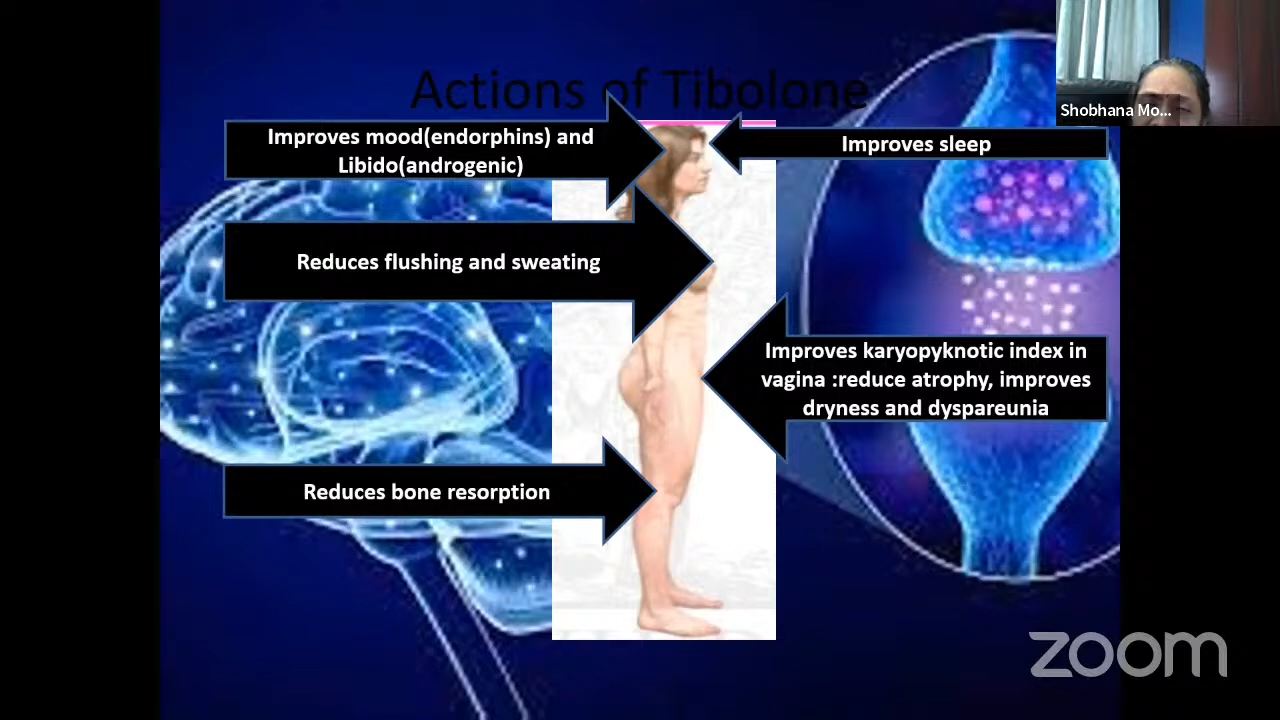 Actions of Tibolone
Shobhana Mo...
Improves mood(endorphins) and
Libido(androgenic)
Improves sleep
Reduces flushing and sweating
Improves karyopyknotic index in
vagina :reduce atrophy, improves
dryness and dyspareunia
Reduces bone resorption
zoom